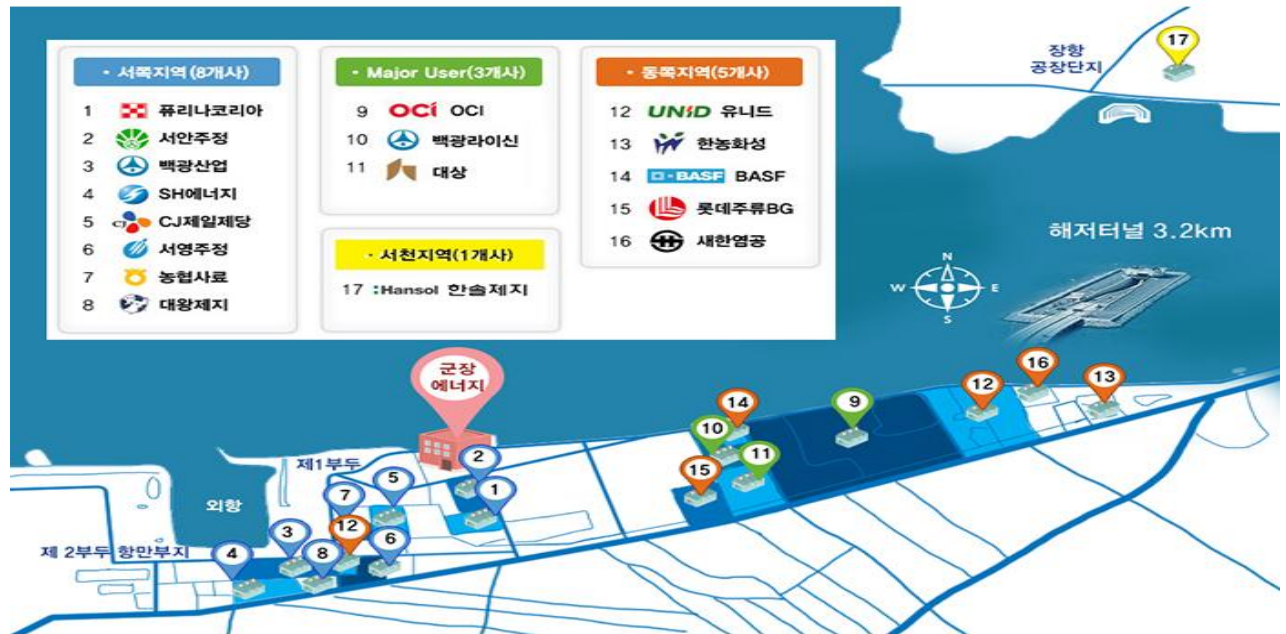 · 서쪽지역(8개사)
1 퓨리나코리아
2 서안주정
3 백광산업
4 SH에너지
5 CJ CJ제일제당
6 서영주정
7 농협사료
8 대왕제지
· Major User(3개사)
9 OCI OCI
10 백광라이신
11 대상
· 서천지역(1개사)
17 :Hansol 한솔제지
· 동쪽지역(5개사)
12 UNID 유니드
13 한농화성
14 BASF BASF
15 롯데주류BG
16 새한염공
장항
공장단지
17
해저터널 3.2km
N
W
E
S
군장
에너지
제1부두
외항
제 2부두 항만부지
2
5
1
7
12
3
8
6
4
14
10
11
15
9
12
16
13